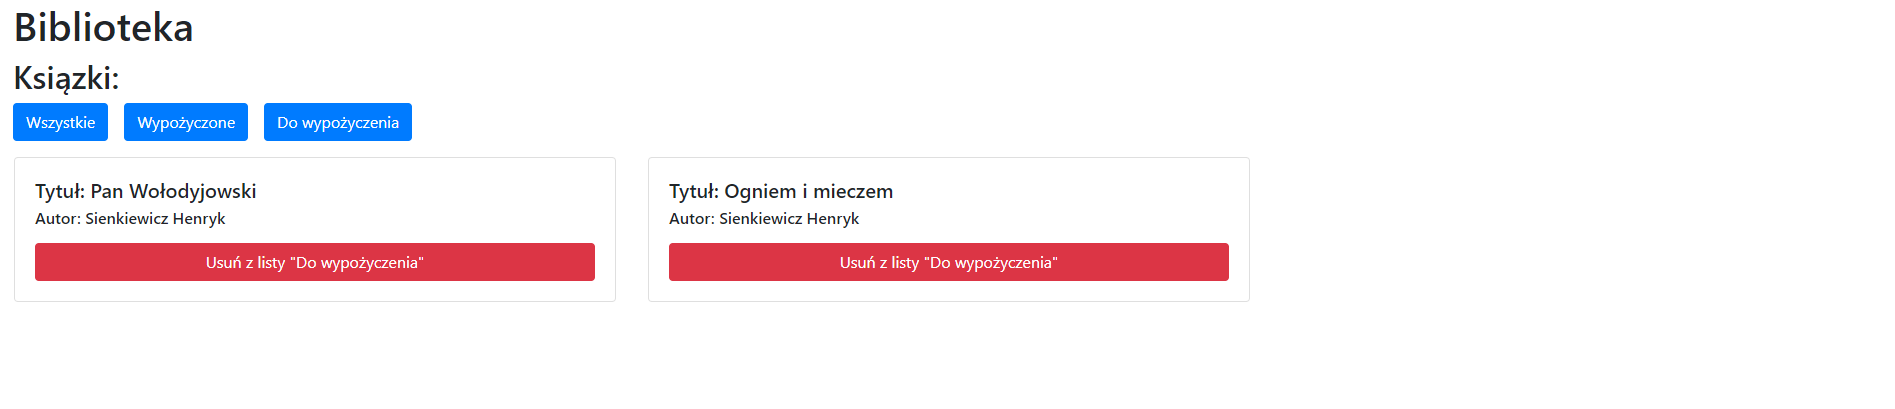 Biblioteka
Ksiązki:
Wszystkie Wypożyczone Do wypożyczenia
Tytuł: Pan Wołodyjowski
Autor: Sienkiewicz Henryk
Usuń z listy "Do wypożyczenia"
Tytuł: Ogniem i mieczem
Autor: Sienkiewicz Henryk
Usuń z listy "Do wypożyczenia"